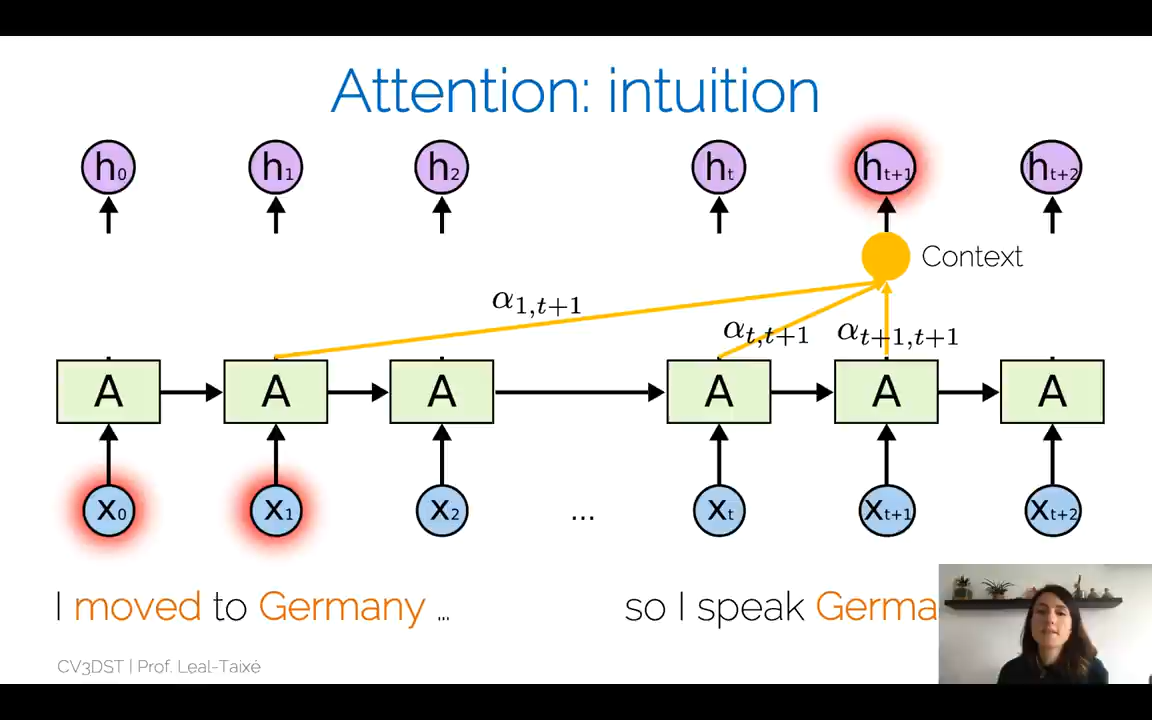 Attention: intuition
h0 h1 h2 ht ht+1 ht+2
Context
α1,t+1 αt,t+1 αt+1,t+1
A A A A A A
x0 x1 x2 ... xt xt+1 xt+2
I moved to Germany ... so I speak Germa
CV3DST | Prof. Leal-Taixé